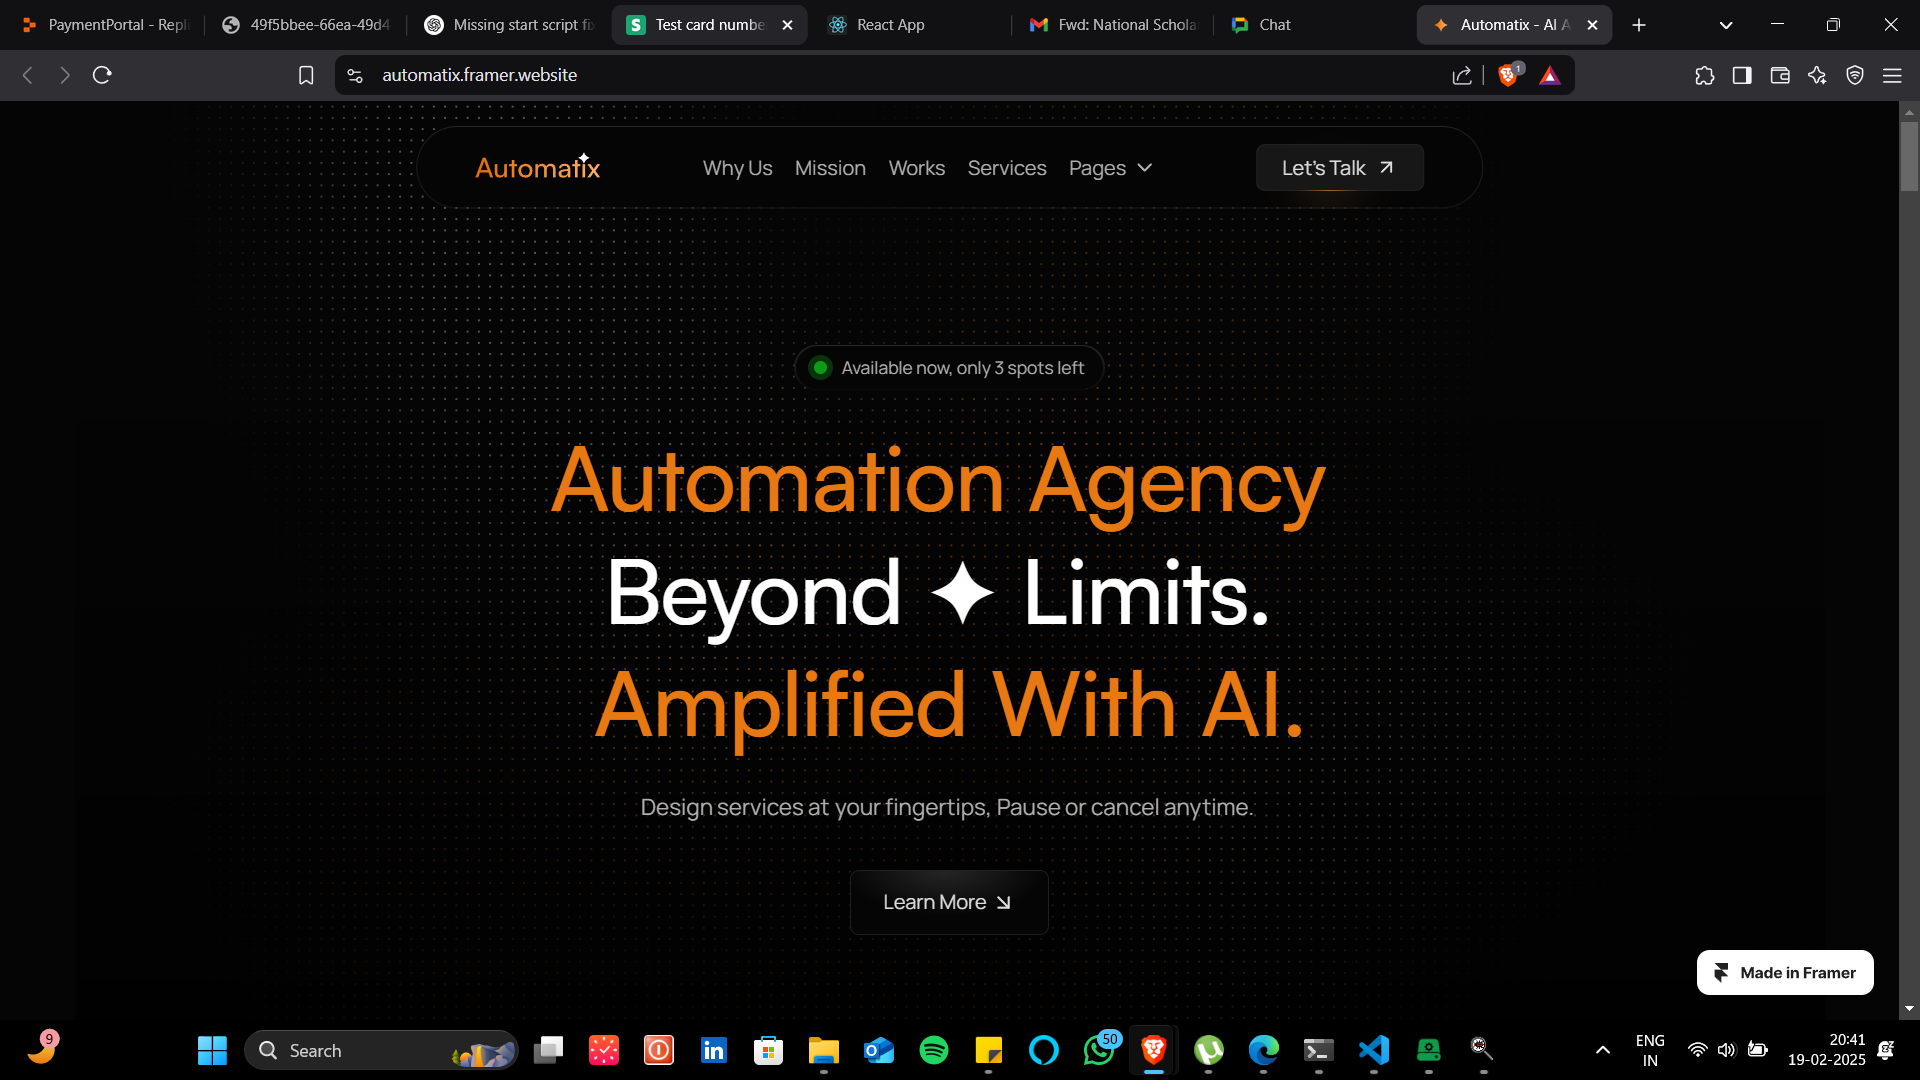 PaymentPortal - Repli
49f5bbee-66ea-49d4
Missing start script fix
Test card numbe
React App
Fwd: National Schola
Chat
Automatix - AI A
automatix.framer.website
1
Automatix
Why Us
Mission
Works
Services
Pages
Let's Talk
Available now, only 3 spots left
Automation Agency
Beyond ✦ Limits.
Amplified With AI.
Design services at your fingertips, Pause or cancel anytime.
Learn More
Made in Framer
9
Search
50
ENG
IN
20:41
19-02-2025